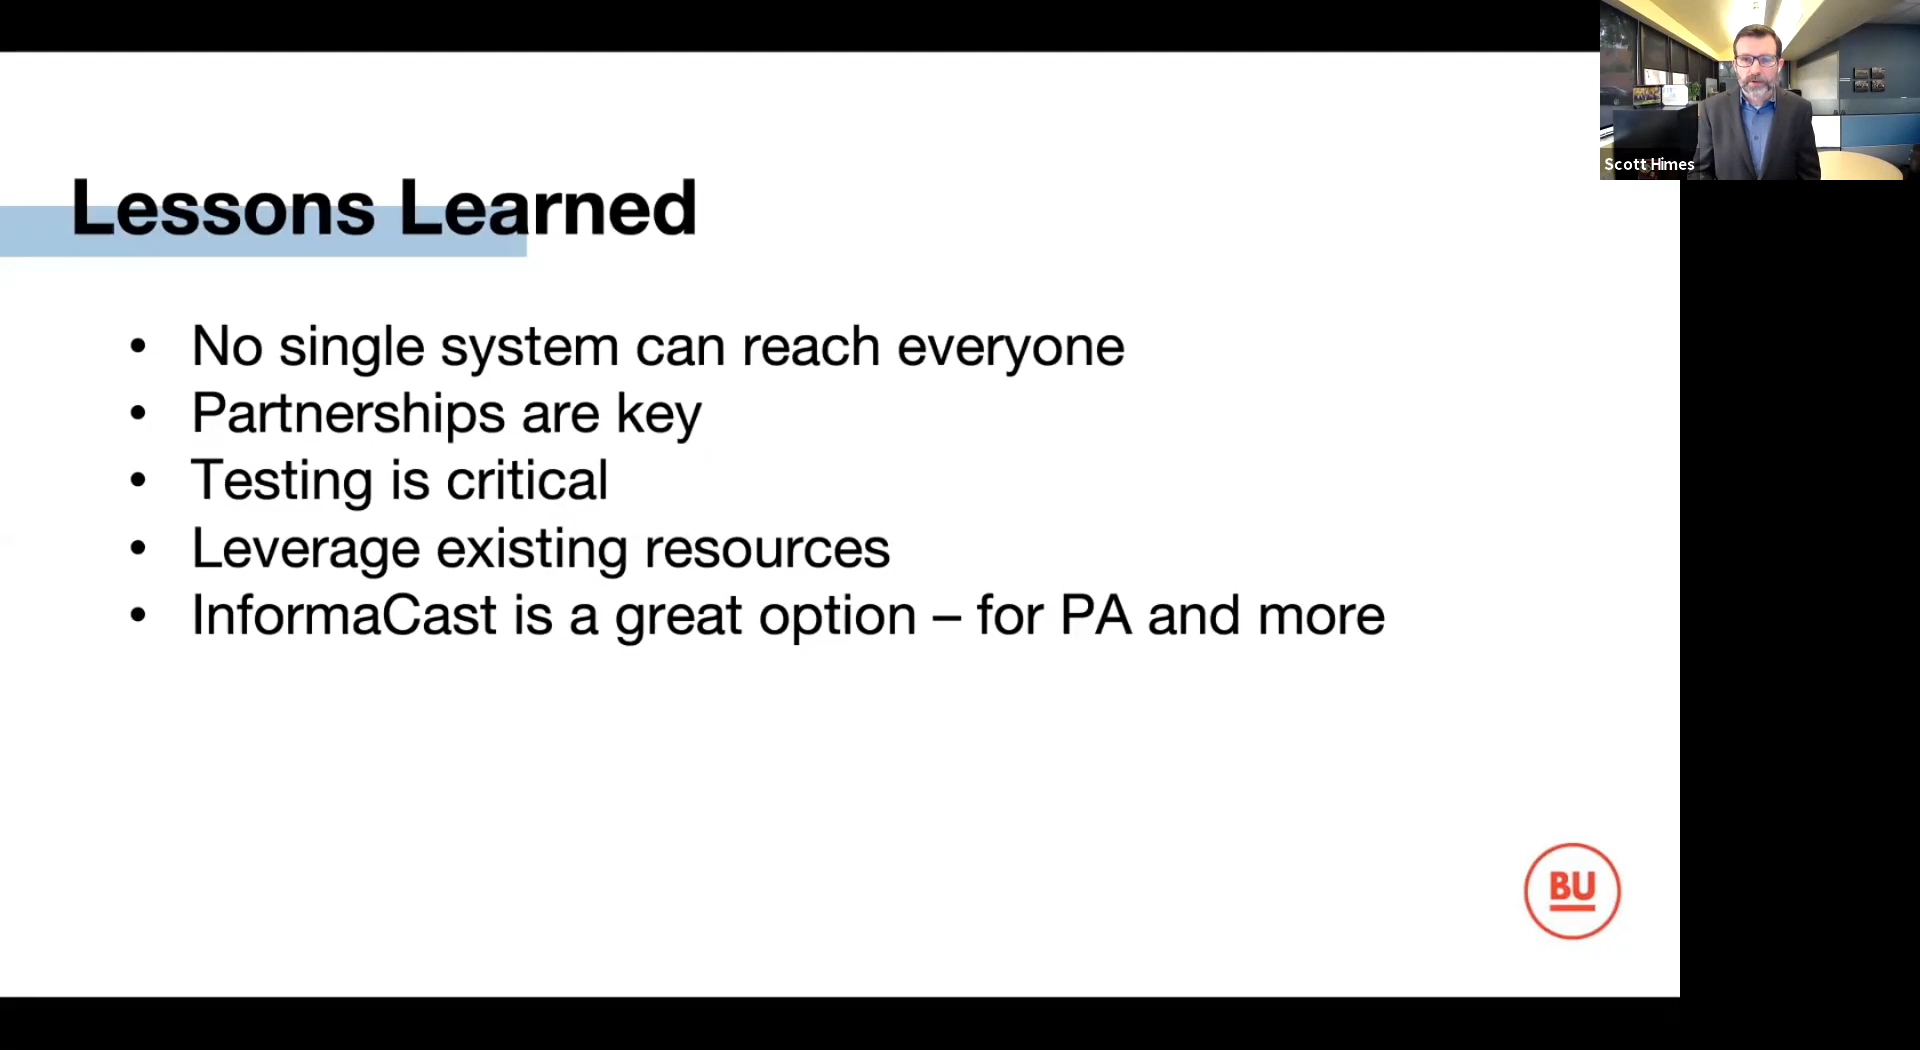 Scott Himes
Lessons Learned
• No single system can reach everyone
• Partnerships are key
• Testing is critical
• Leverage existing resources
• InformaCast is a great option – for PA and more
BU